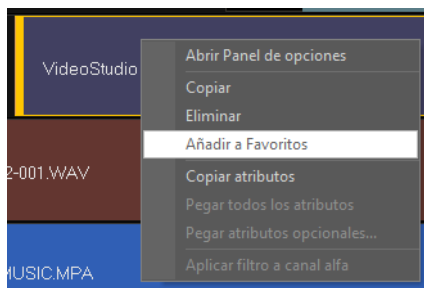 VideoStudio
Abrir Panel de opciones
Copiar
Eliminar
Añadir a Favoritos
2-001.WAV
Copiar atributos
Pegar todos los atributos
Pegar atributos opcionales...
MUSIC.MPA
Aplicar filtro a canal alfa